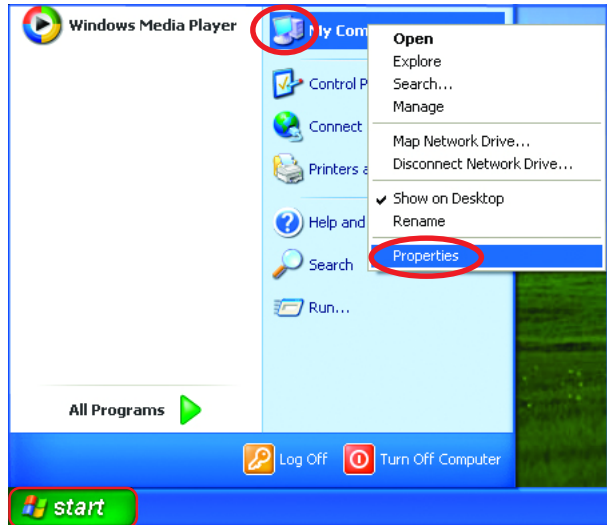 Windows Media Player
All Programs
My Com
Control P
Connect
Printers a
Help and
Search
Run...
Open
Explore
Search...
Manage
Map Network Drive...
Disconnect Network Drive...
Show on Desktop
Rename
Properties
Log Off
Turn Off Computer
start